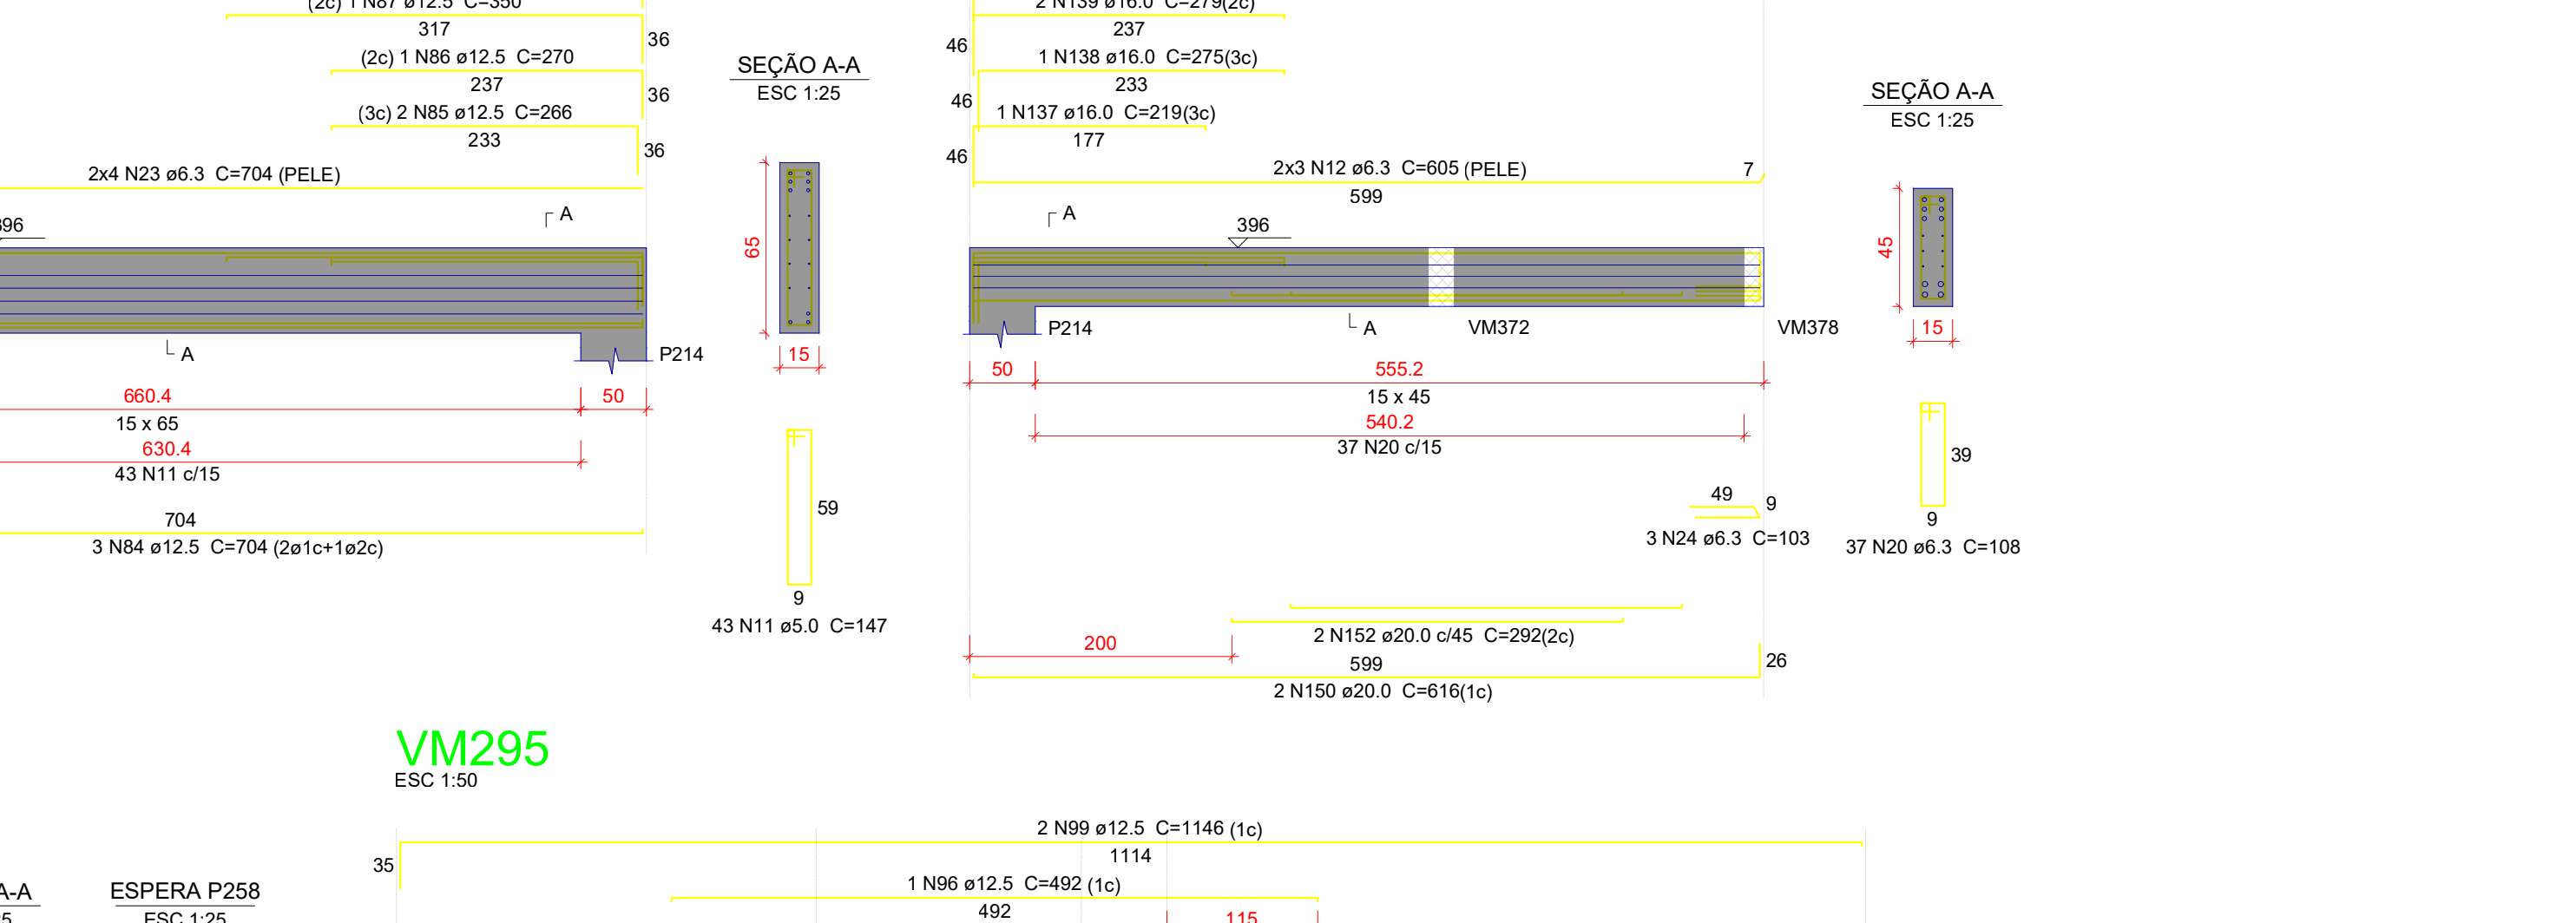 (2c) 1 N87 ø12.5 C=350
317
36
(2c) 1 N86 ø12.5 C=270
237
36
(3c) 2 N85 ø12.5 C=266
233
36
2x4 N23 ø6.3 C=704 (PELE)
A
396
A
P214
660.4
50
15 x 65
630.4
43 N11 c/15
704
3 N84 ø12.5 C=704 (2ø1c+1ø2c)
SEÇÃO A-A
ESC 1:25
65
15
59
9
43 N11 ø5.0 C=147
2 N139 ø16.0 C=279(2c)
237
46
1 N138 ø16.0 C=275(3c)
233
46
1 N137 ø16.0 C=219(3c)
177
46
2x3 N12 ø6.3 C=605 (PELE)
7
599
A
396
P214
A
VM372
VM378
50
555.2
15 x 45
540.2
37 N20 c/15
49
9
3 N24 ø6.3 C=103
2 N152 ø20.0 c/45 C=292(2c)
200
599
26
2 N150 ø20.0 C=616(1c)
SEÇÃO A-A
ESC 1:25
45
15
39
9
37 N20 ø6.3 C=108
VM295
ESC 1:50
2 N99 ø12.5 C=1146 (1c)
1114
35
1 N96 ø12.5 C=492 (1c)
492
115
A-A
ESPERA P258
ESC 1:25